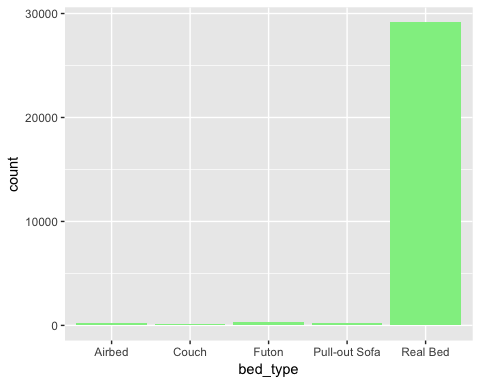 30000
20000
10000
0
count
Airbed Couch Futon Pull-out Sofa Real Bed
bed_type